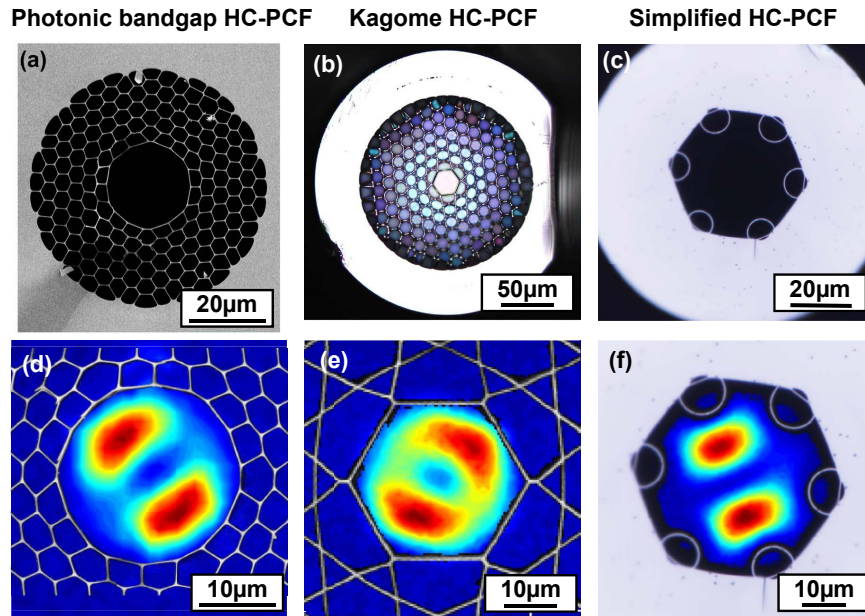 Photonic bandgap HC-PCF Kagome HC-PCF Simplified HC-PCF
(a) (b) (c)
20µm 50µm 20µm
(d) (e) (f)
10µm 10µm 10µm